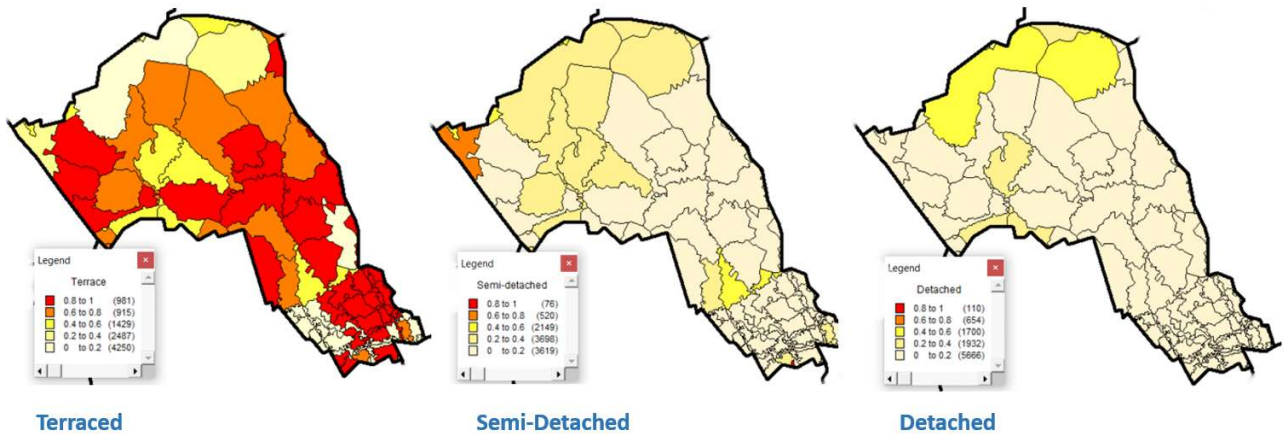 Legend
Terrace
0.8 to 1 (981)
0.6 to 0.8 (915)
0.4 to 0.6 (1429)
0.2 to 0.4 (2487)
0 to 0.2 (4250)
Terraced
Legend
Semi-detached
0.8 to 1 (76)
0.6 to 0.8 (520)
0.4 to 0.6 (2149)
0.2 to 0.4 (3698)
0 to 0.2 (3619)
Semi-Detached
Legend
Detached
0.8 to 1 (110)
0.6 to 0.8 (654)
0.4 to 0.6 (1700)
0.2 to 0.4 (1932)
0 to 0.2 (5666)
Detached